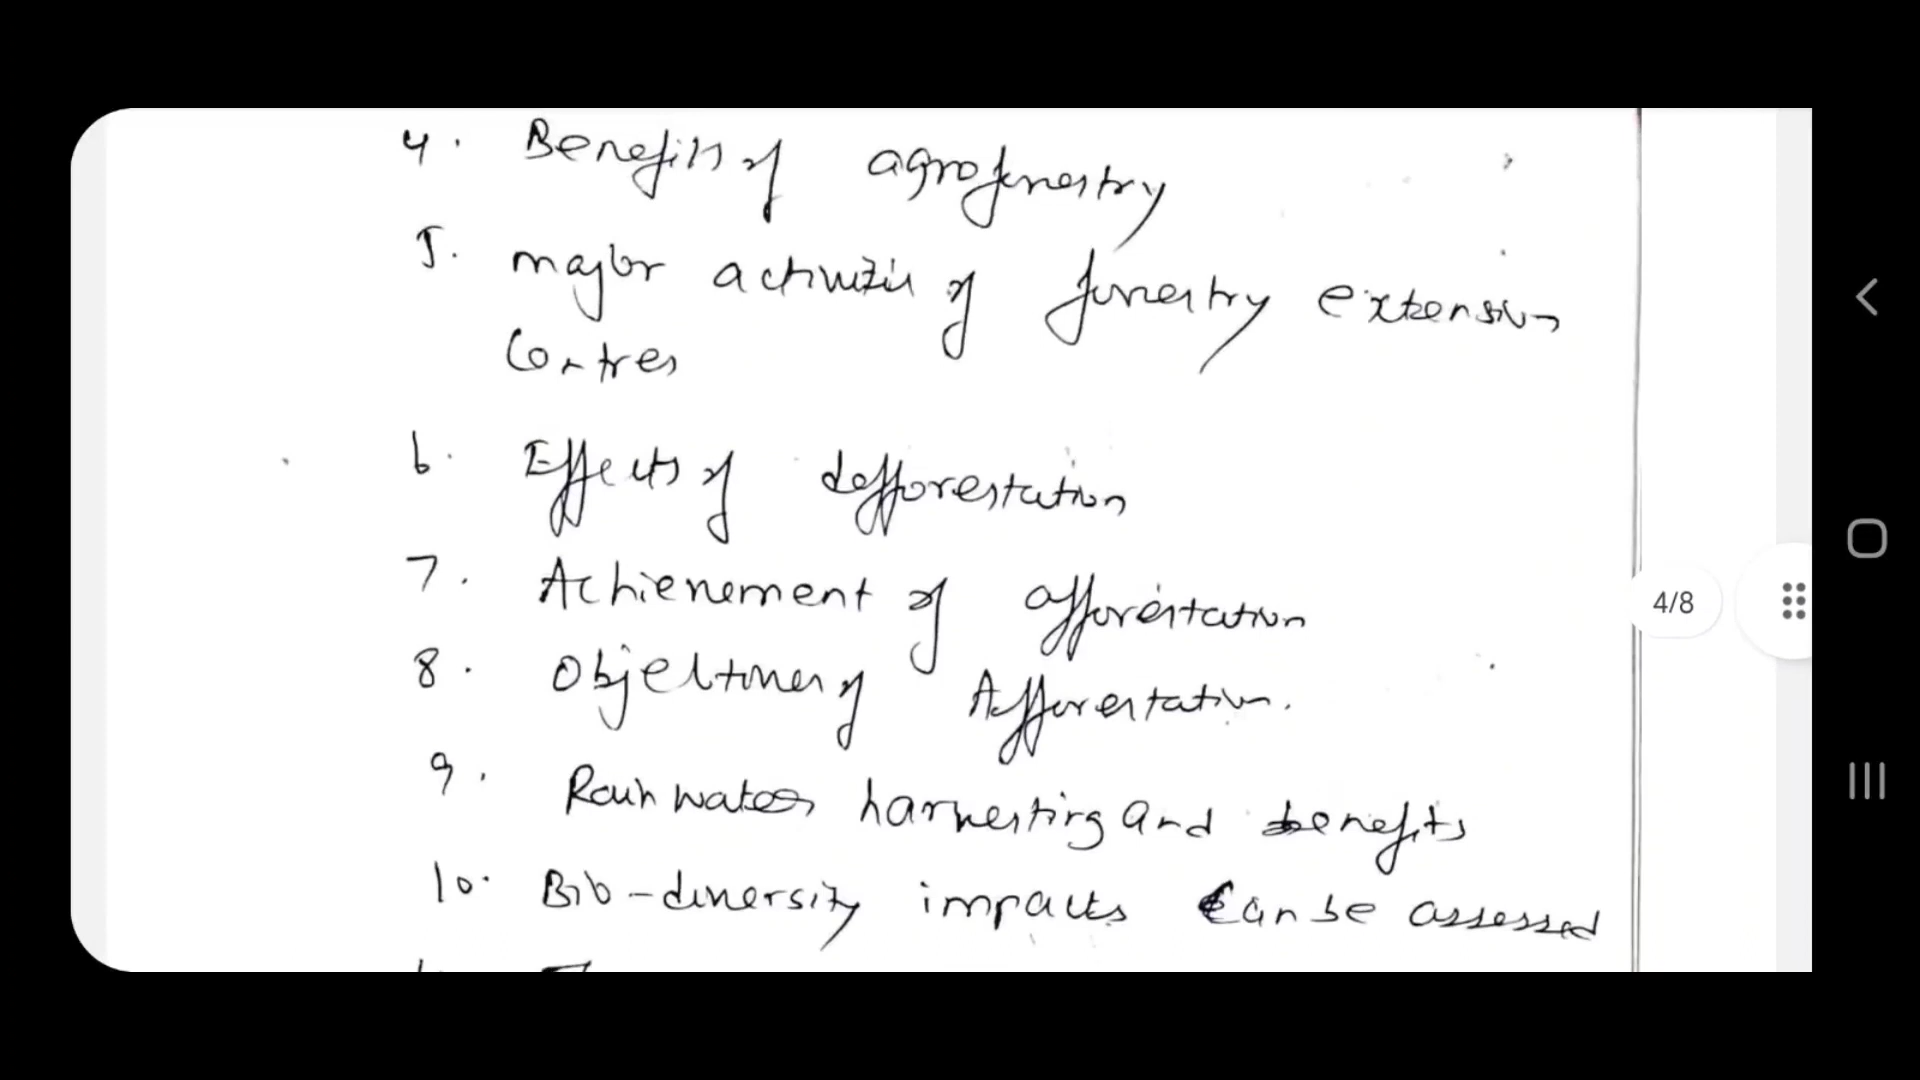 4. Benefits of agroforestry
5. major activities of forestry extension
Centres
6. Effects of defforestation
7. Achievement of afforestation
8. Objectives of Afforestation.
9. Rain water harvesting and benefits
10. Bio-diversity impacts can be assessed
4/8